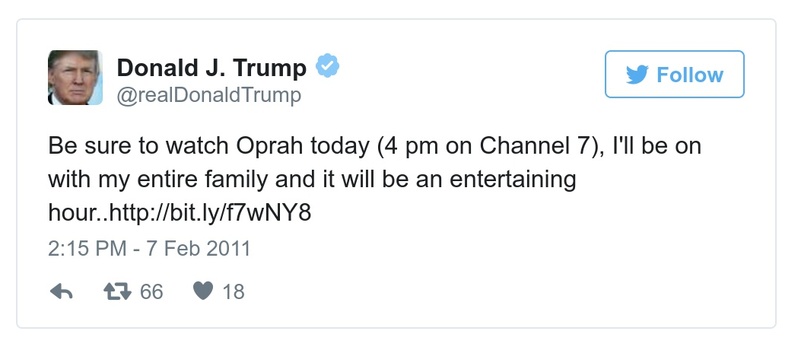 Donald J. Trump
@realDonaldTrump
Follow
Be sure to watch Oprah today (4 pm on Channel 7), I'll be on
with my entire family and it will be an entertaining
hour..http://bit.ly/f7wNY8
2:15 PM - 7 Feb 2011
66 18